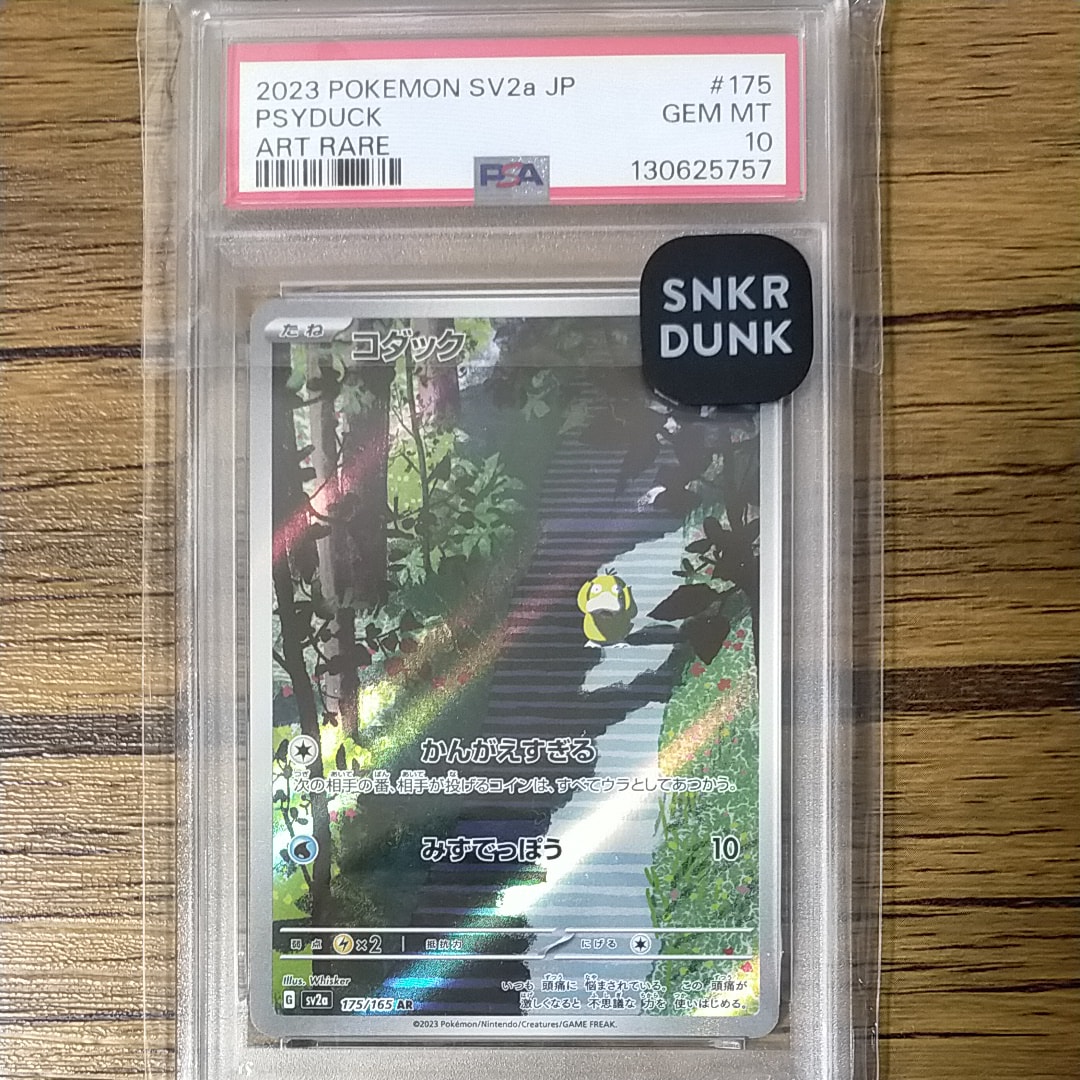 2023 POKEMON SV2a JP #175
PSYDUCK GEM MT
ART RARE 10
PSA 130625757
SNKR
DUNK
たね コダック
かんがえすぎる
次の相手の番、相手が投げるコインは、すべてウラとしてあつかう。
みずでっぽう 10
弱点 ×2 抵抗力 にげる
Illus. Whisker
いつも 頭痛に 悩まされている。 この 頭痛が
G sv2a 175/165 AR
激しくなると 不思議な 力を 使いはじめる。
©2023 Pokémon/Nintendo/Creatures/GAME FREAK.